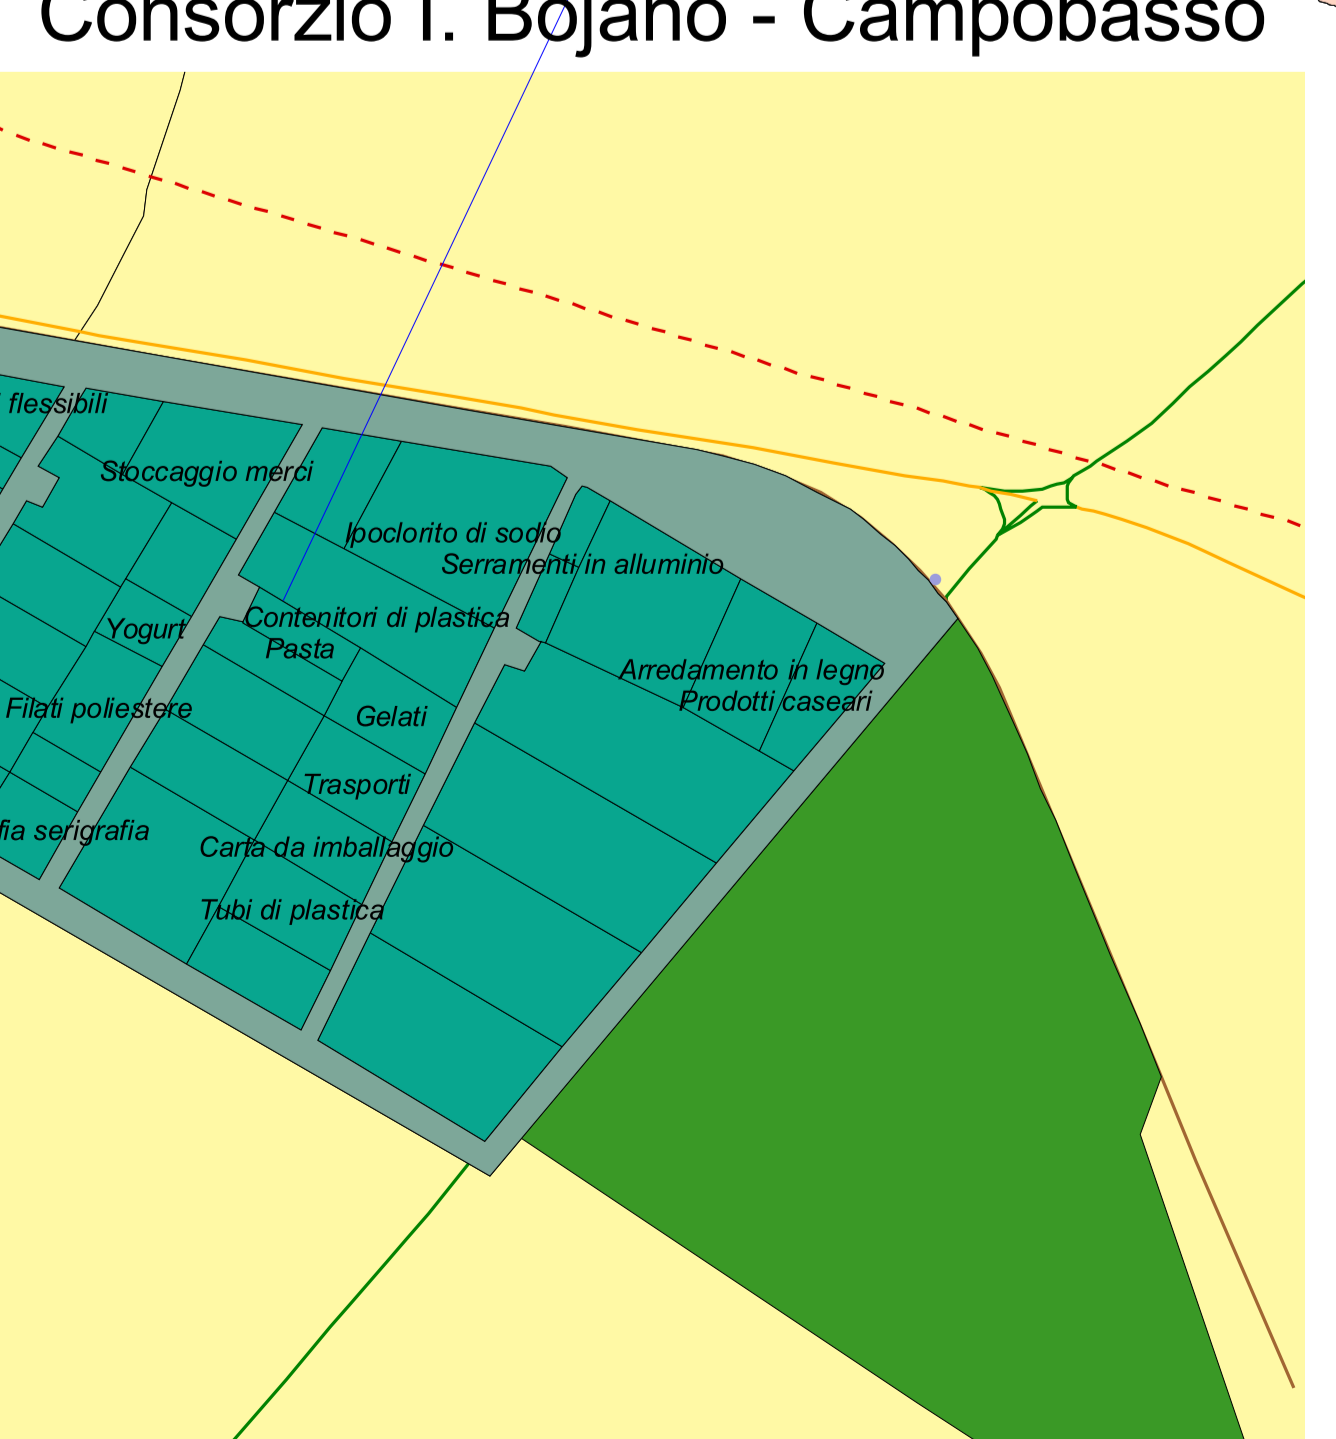 Consorzio I. Bojano - Campobasso
flessibili
Stoccaggio merci
Ipoclorito di sodio
Serramenti in alluminio
Contenitori di plastica
Yogurt
Pasta
Arredamento in legno
Prodotti caseari
Filati poliestere
Gelati
Trasporti
fia serigrafia
Carta da imballaggio
Tubi di plastica